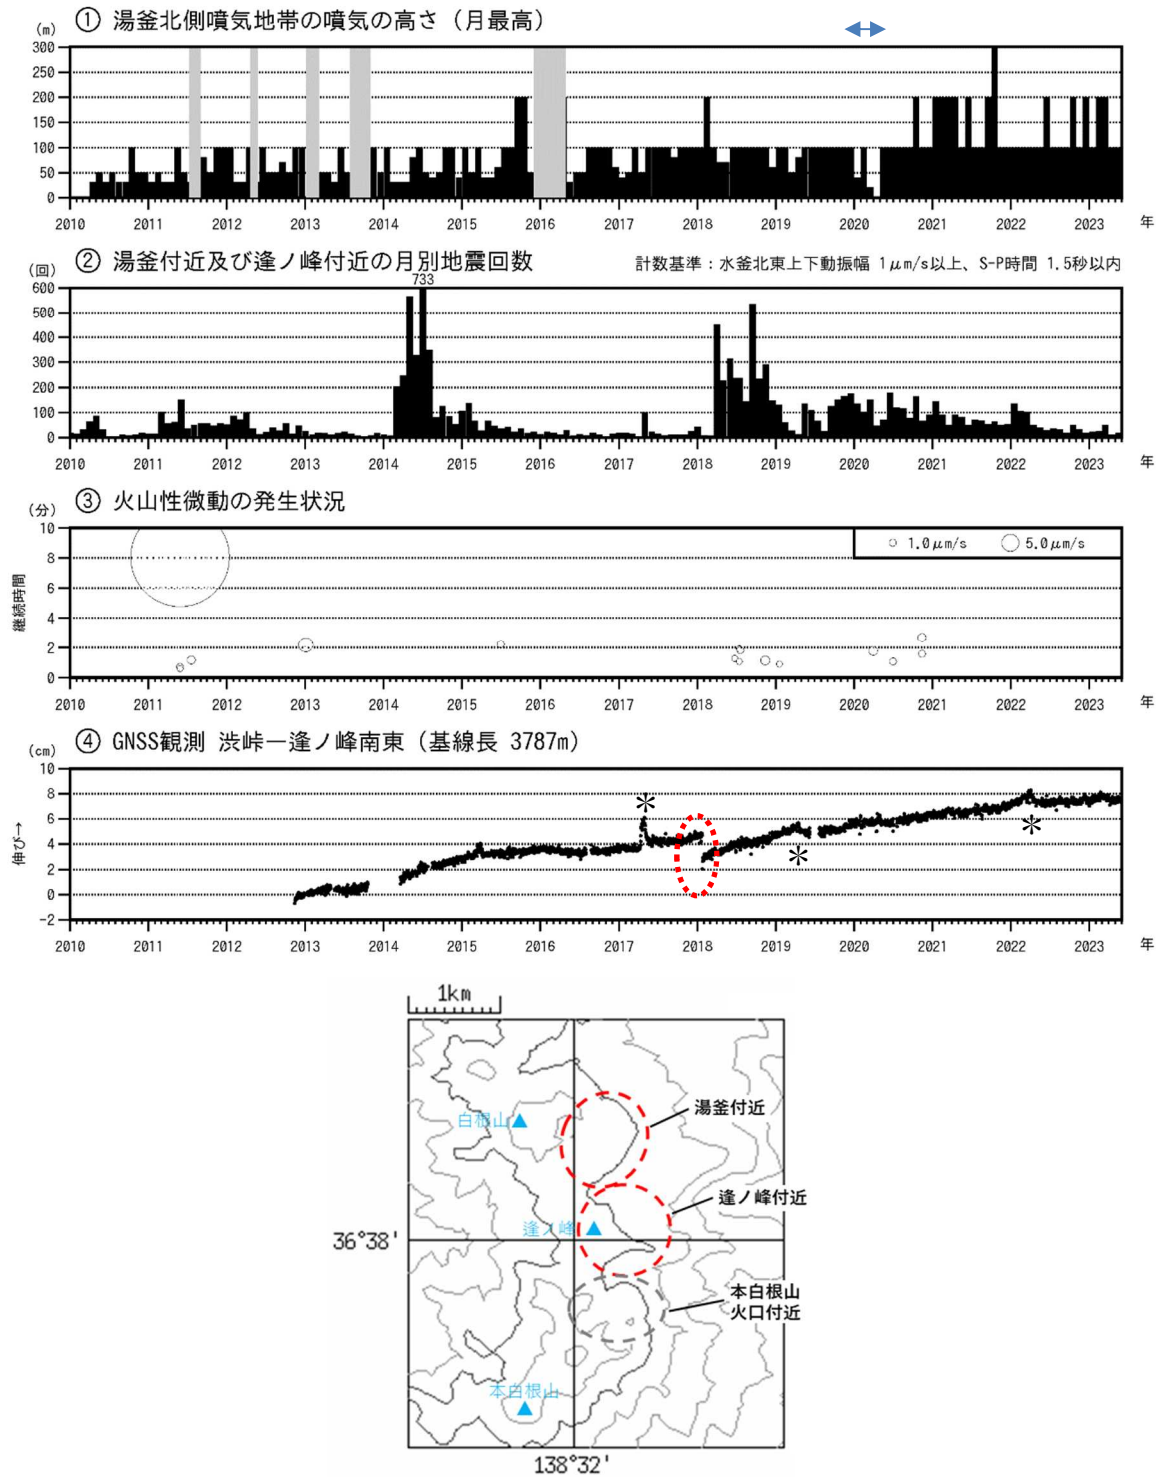 ① 湯釜北側噴気地帯の噴気の高さ（月最高）
(m)
300
250
200
150
100
50
0
2010 2011 2012 2013 2014 2015 2016 2017 2018 2019 2020 2021 2022 2023 年
② 湯釜付近及び逢ノ峰付近の月別地震回数
計数基準：水釜北東上下動振幅 1μm/s以上、S-P時間 1.5秒以内
(回)
733
600
500
400
300
200
100
0
2010 2011 2012 2013 2014 2015 2016 2017 2018 2019 2020 2021 2022 2023 年
③ 火山性微動の発生状況
(分)
継続時間
10
8
6
4
2
0
1.0μm/s 5.0μm/s
2010 2011 2012 2013 2014 2015 2016 2017 2018 2019 2020 2021 2022 2023 年
④ GNSS観測 渋峠－逢ノ峰南東（基線長 3787m）
(cm)
伸び→
10
8
6
4
2
0
-2
＊
＊
＊
2010 2011 2012 2013 2014 2015 2016 2017 2018 2019 2020 2021 2022 2023 年
1km
湯釜付近
白根山
逢ノ峰付近
逢ノ峰
36°38'
本白根山
火口付近
本白根山
138°32'